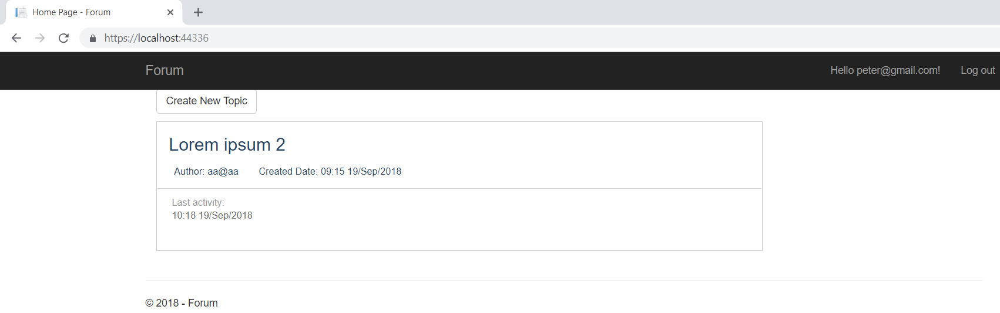 Home Page - Forum
https://localhost:44336
Forum Hello peter@gmail.com! Log out
Create New Topic
Lorem ipsum 2
Author: aa@aa Created Date: 09:15 19/Sep/2018
Last activity:
10:18 19/Sep/2018
© 2018 - Forum